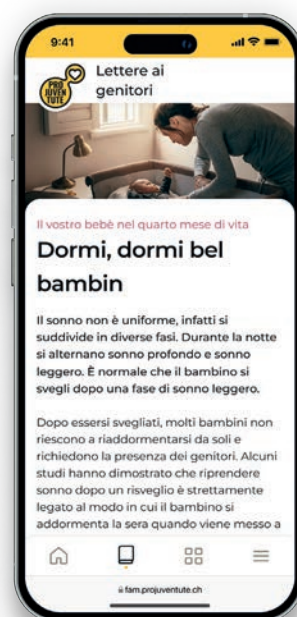 9:41
PRO
JUVEN
TUTE
Lettere ai
genitori
Il vostro bebè nel quarto mese di vita
Dormi, dormi bel
bambin
Il sonno non è uniforme, infatti si
suddivide in diverse fasi. Durante la notte
si alternano sonno profondo e sonno
leggero. È normale che il bambino si
svegli dopo una fase di sonno leggero.
Dopo essersi svegliati, molti bambini non
riescono a riaddormentarsi da soli e
richiedono la presenza dei genitori. Alcuni
studi hanno dimostrato che riprendere
sonno dopo un risveglio è strettamente
legato al modo in cui il bambino si
addormenta la sera quando viene messo a
fam.projuventute.ch